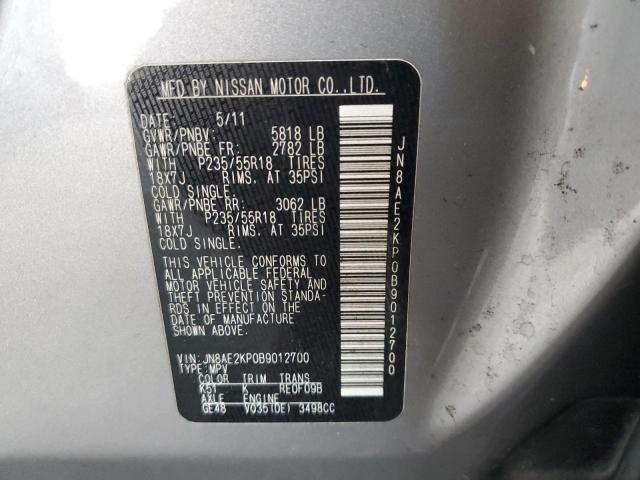 MFD BY NISSAN MOTOR CO.,LTD.
DATE: 5/11
GVWR/PNBV: 5818 LB
GAWR/PNBE FR: 2782 LB
WITH P235/55R18 TIRES
18X7J RIMS, AT 35PSI
COLD SINGLE.
GAWR/PNBE RR: 3062 LB
WITH P235/55R18 TIRES
18X7J RIMS, AT 35PSI
COLD SINGLE.
THIS VEHICLE CONFORMS TO
ALL APPLICABLE FEDERAL
MOTOR VEHICLE SAFETY AND
THEFT PREVENTION STANDA-
RDS IN EFFECT ON THE DATE
OF MANUFACTURE
SHOWN ABOVE.
VIN: JN8AE2KP0B9012700
TYPE: MPV
COLOR TRIM TRANS
K51 K RE0F09B
AXLE ENGINE
GE48 VQ35(DE) 3498CC
JN8AE2KP0B9012700